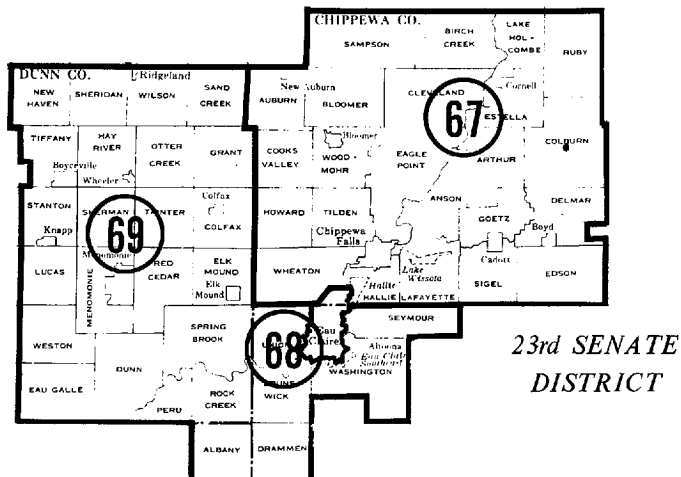 CHIPPEWA CO.
SAMPSON
BIRCH
CREEK
LAKE
HOL-
COMBE
RUBY
DUNN CO.
Ridgeland
NEW
HAVEN
SHERIDAN
WILSON
SAND
CREEK
New Auburn
AUBURN
BLOOMER
CLEVELAND
Cornell
ESTELLA
67
TIFFANY
HAY
RIVER
OTTER
CREEK
GRANT
COOKS
VALLEY
Bloomer
WOOD-
MOHR
EAGLE
POINT
ARTHUR
COLBURN
Boyceville
Wheeler
STANTON
SHERMAN
TAINTER
Colfax
COLFAX
HOWARD
TILDEN
ANSON
GOETZ
DELMAR
Knapp
69
Chippewa
Falls
Boyd
Cadott
LUCAS
Menomonie
MENOMONIE
RED
CEDAR
ELK
MOUND
Elk
Mound
WHEATON
Lake
Wissota
Hallie
HALLIE
LAFAYETTE
SIGEL
EDSON
SPRING
BROOK
SEYMOUR
WESTON
UNION
68
Eau
Claire
Altoona
Eau Claire
Southeast
WASHINGTON
23rd SENATE
DISTRICT
DUNN
EAU GALLE
PERU
ROCK
CREEK
BRUNS
WICK
ALBANY
DRAMMEN